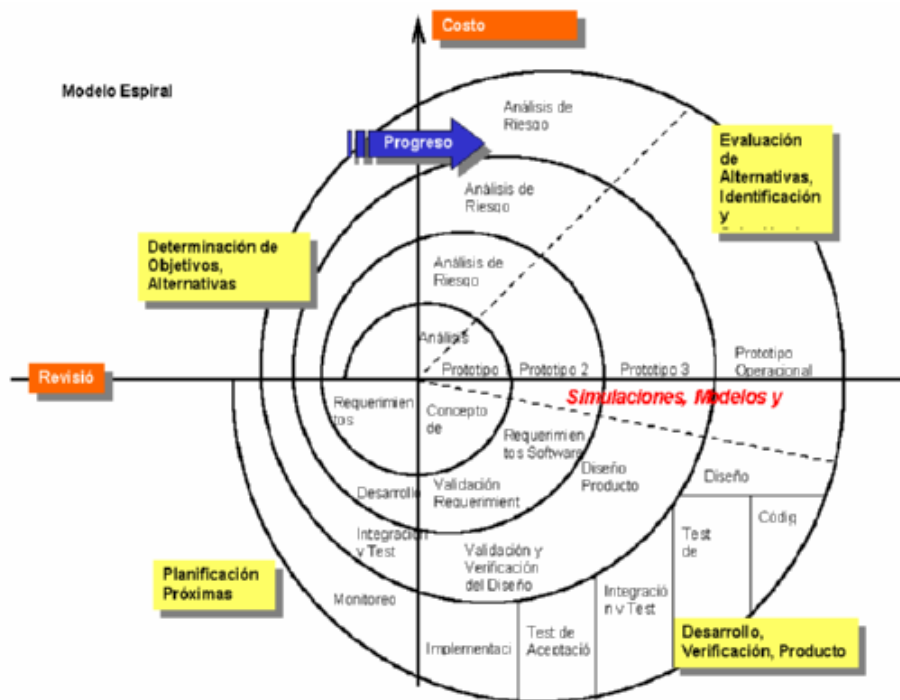 Costo
Modelo Espiral
Análisis de
Riesgo
Progreso
Evaluación
de
Alternativas,
Identificación
y
Análisis de
Riesgo
Determinación de
Objetivos,
Alternativas
Análisis de
Riesgo
Análisis
Prototipo
Prototipo 2
Prototipo 3
Prototipo
Operacional
Revisió
Simulaciones, Modelos y
Requerimien
tos
Concepto
de
Requerimien
tos Software
Diseño
Producto
Diseño
Desarrollo
Validación
Requerimient
Integración
y Test
Validación y
Verificación
del Diseño
Test
de
Códig
Planificación
Próximas
Monitoreo
Integració
n y Test
Implementaci
Test de
Aceptació
Desarrollo,
Verificación, Producto